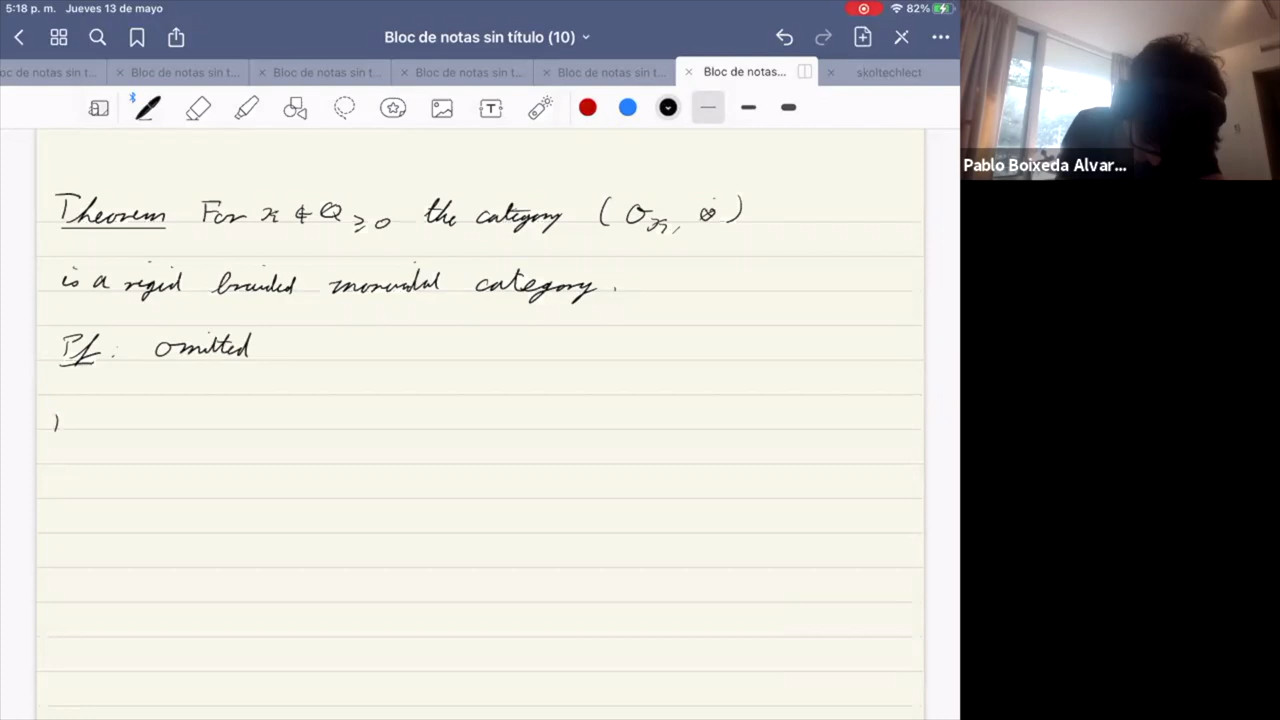 5:18 p. m. Jueves 13 de mayo
82%
Bloc de notas sin título (10)
oc de notas sin t...
Bloc de notas sin t...
Bloc de notas sin t...
Bloc de notas sin t...
Bloc de notas sin t...
Bloc de notas...
skoltechlect
Theorem For ϰ ∉ ℚ≥0 the category (O_ϰ, ⊗̇)
is a rigid braided monoidal category.
Pf: omitted
Pablo Boixeda Alvar...